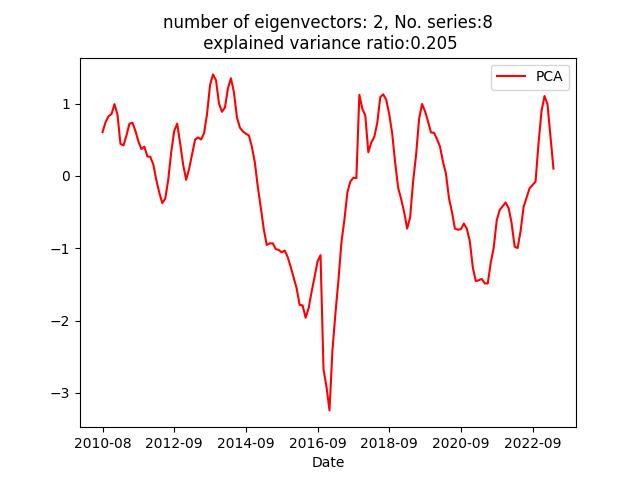 number of eigenvectors: 2, No. series:8
explained variance ratio:0.205
PCA
1
0
−1
−2
−3
2010-08 2012-09 2014-09 2016-09 2018-09 2020-09 2022-09
Date